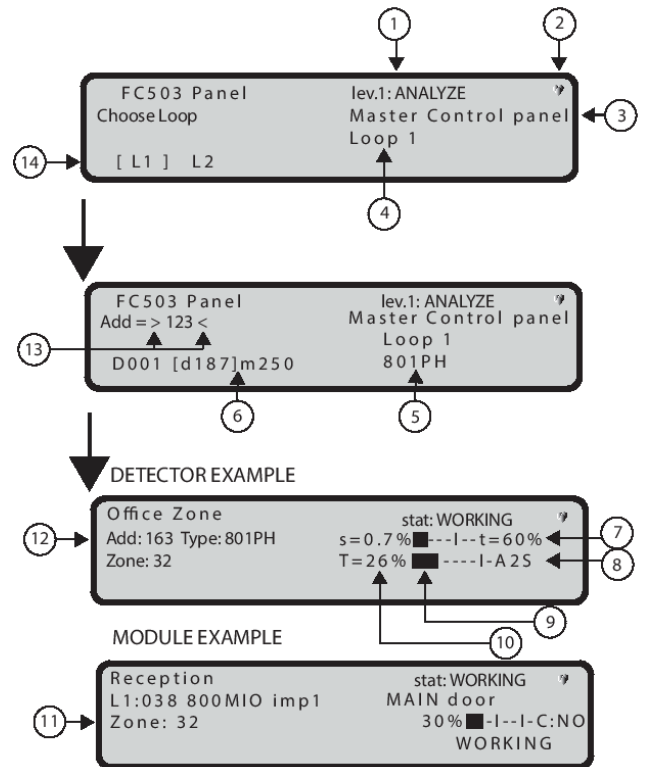 1 2
FC503 Panel lev.1: ANALYZE
Choose Loop Master Control panel 3
Loop 1
14 [ L1 ] L2
4
FC503 Panel lev.1: ANALYZE
Add = > 123 < Master Control panel
Loop 1
13
D001 [d187]m250 801PH
6 5
DETECTOR EXAMPLE
Office Zone stat: WORKING
12 Add: 163 Type: 801PH s=0.7%---I--t=60% 7
Zone: 32 T=26%----I-A2S 8
9
10
MODULE EXAMPLE
Reception stat: WORKING
L1:038 800MIO imp1 MAIN door
11 Zone: 32 30%-I--I-C:NO
WORKING